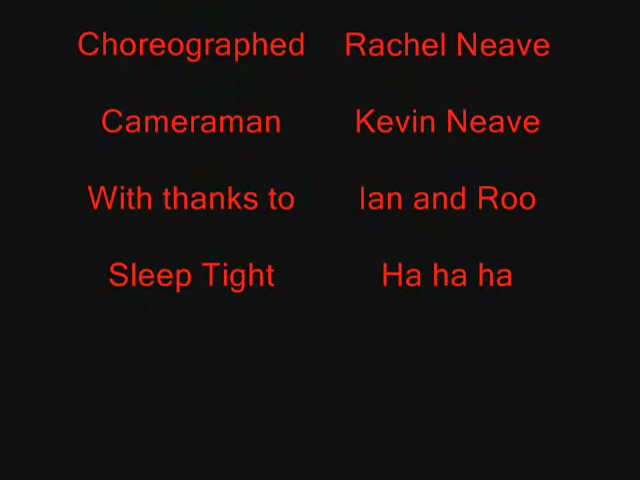 Choreographed Rachel Neave
Cameraman Kevin Neave
With thanks to Ian and Roo
Sleep Tight Ha ha ha